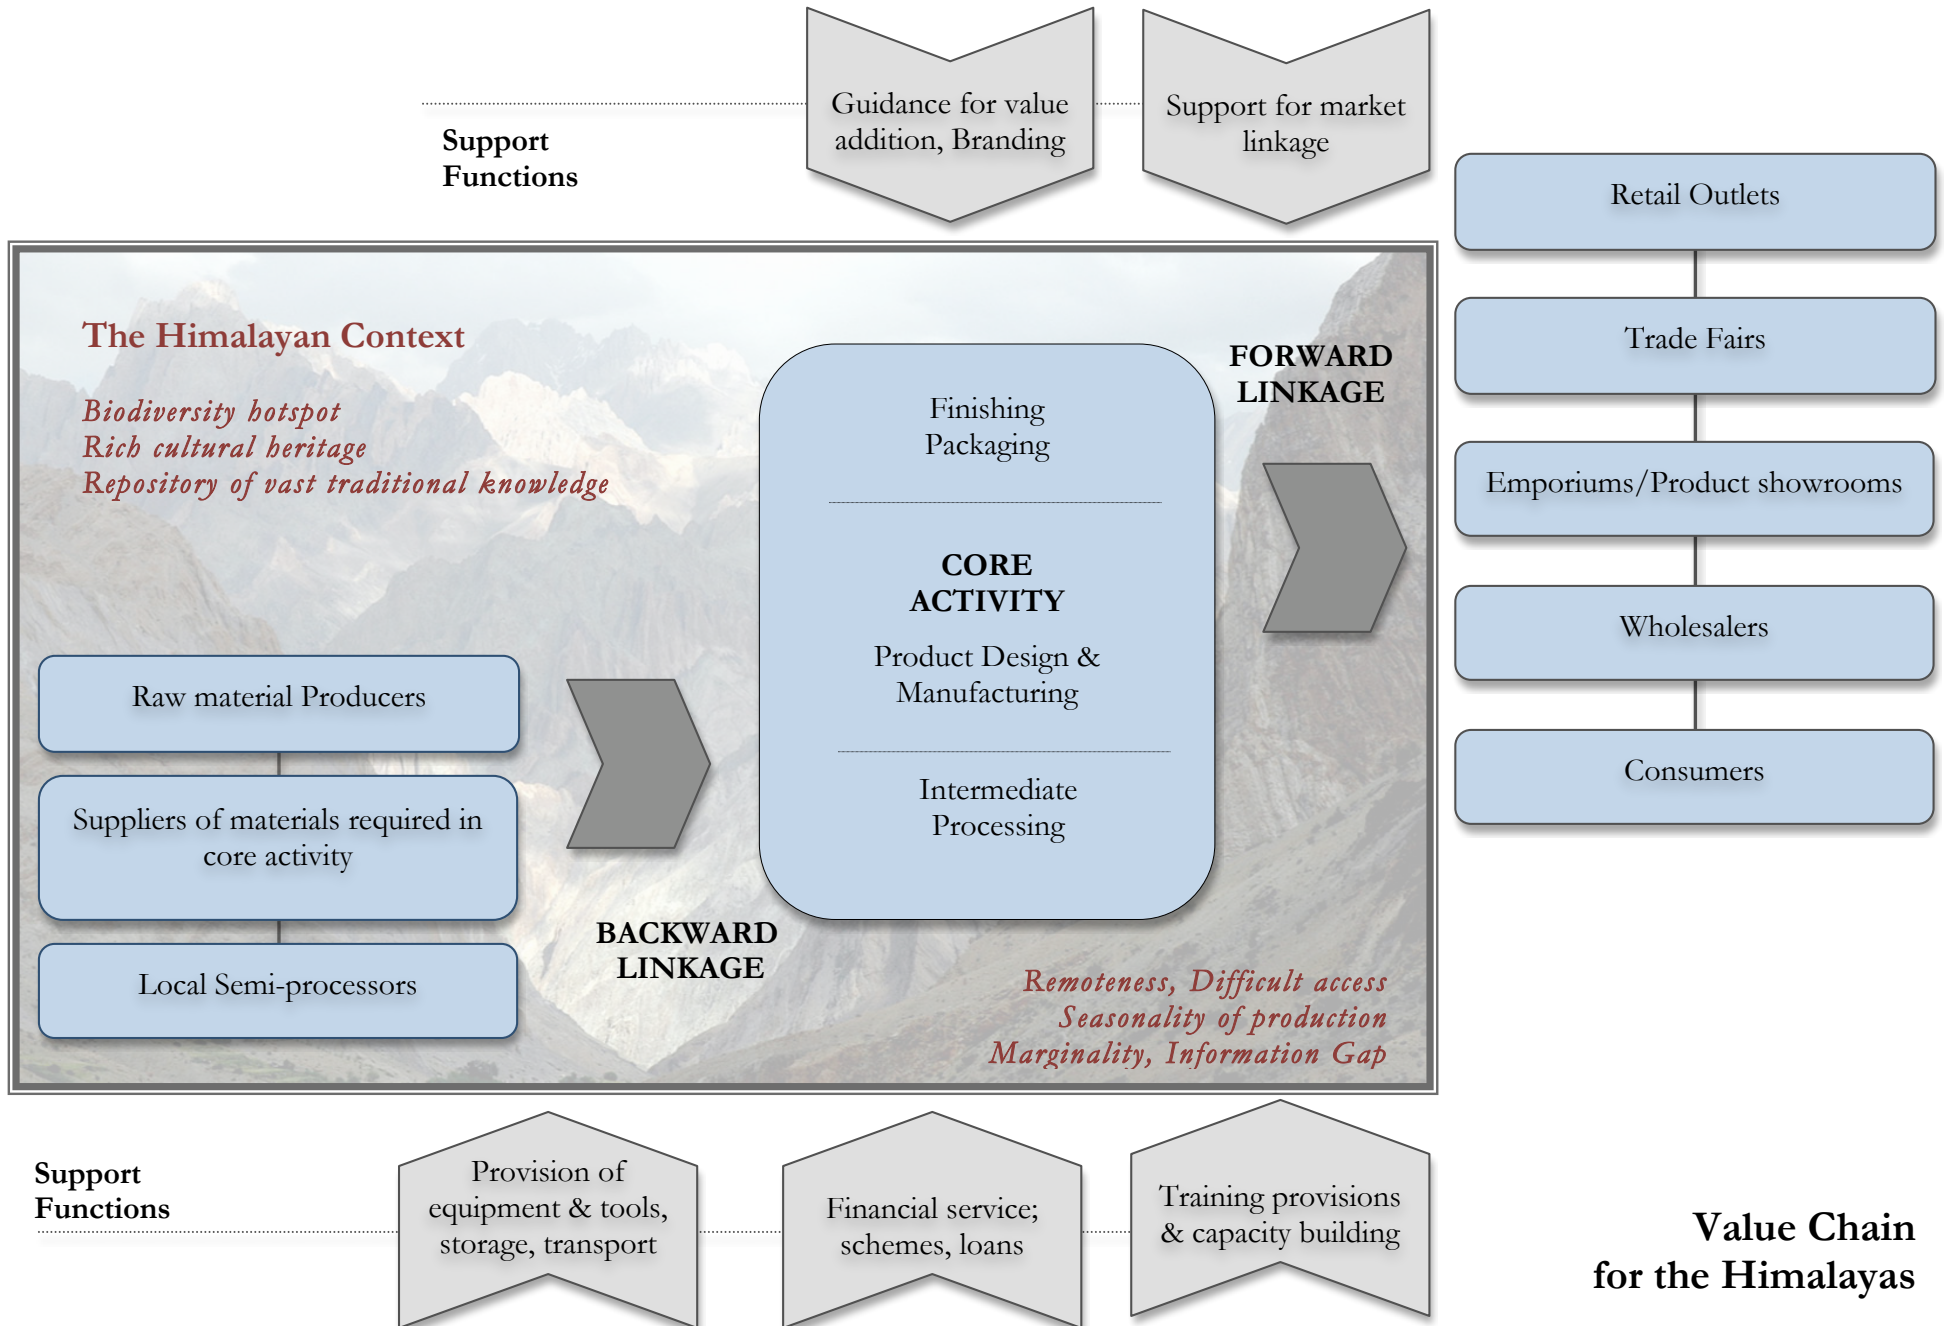 Guidance for value
addition, Branding
Support for market
linkage
Support
Functions
Retail Outlets
Trade Fairs
Emporiums/Product showrooms
Wholesalers
Consumers
The Himalayan Context
Biodiversity hotspot
Rich cultural heritage
Repository of vast traditional knowledge
FORWARD
LINKAGE
Finishing
Packaging
CORE
ACTIVITY
Product Design &
Manufacturing
Intermediate
Processing
Raw material Producers
Suppliers of materials required in
core activity
Local Semi-processors
BACKWARD
LINKAGE
Remoteness, Difficult access
Seasonality of production
Marginality, Information Gap
Support
Functions
Provision of
equipment & tools,
storage, transport
Financial service;
schemes, loans
Training provisions
& capacity building
Value Chain
for the Himalayas